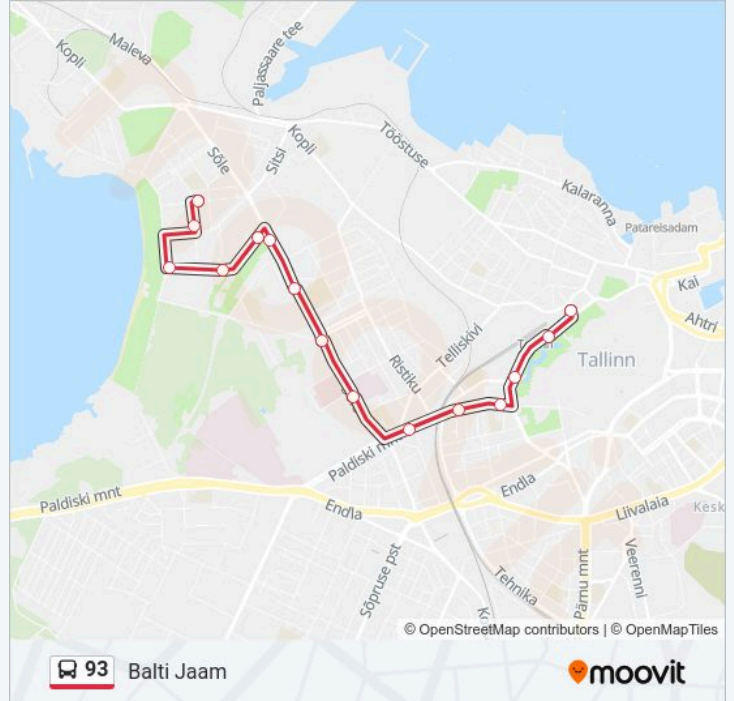 Kopli
Maleva
Paljassaare tee
Sõle
Sitsi
Kopli
Tööstuse
Kalaranna
Patareisadam
Kai
Ahtri
Telliskivi
Tallinn
Ristiku
Paldiski mnt
Paldiski mnt
Endla
Endla
Liivalaia
Kesk
Sõpruse pst
Tehnika
Pärnu mnt
Veerenni
© OpenStreetMap contributors | © OpenMapTiles
93 Balti Jaam
moovit